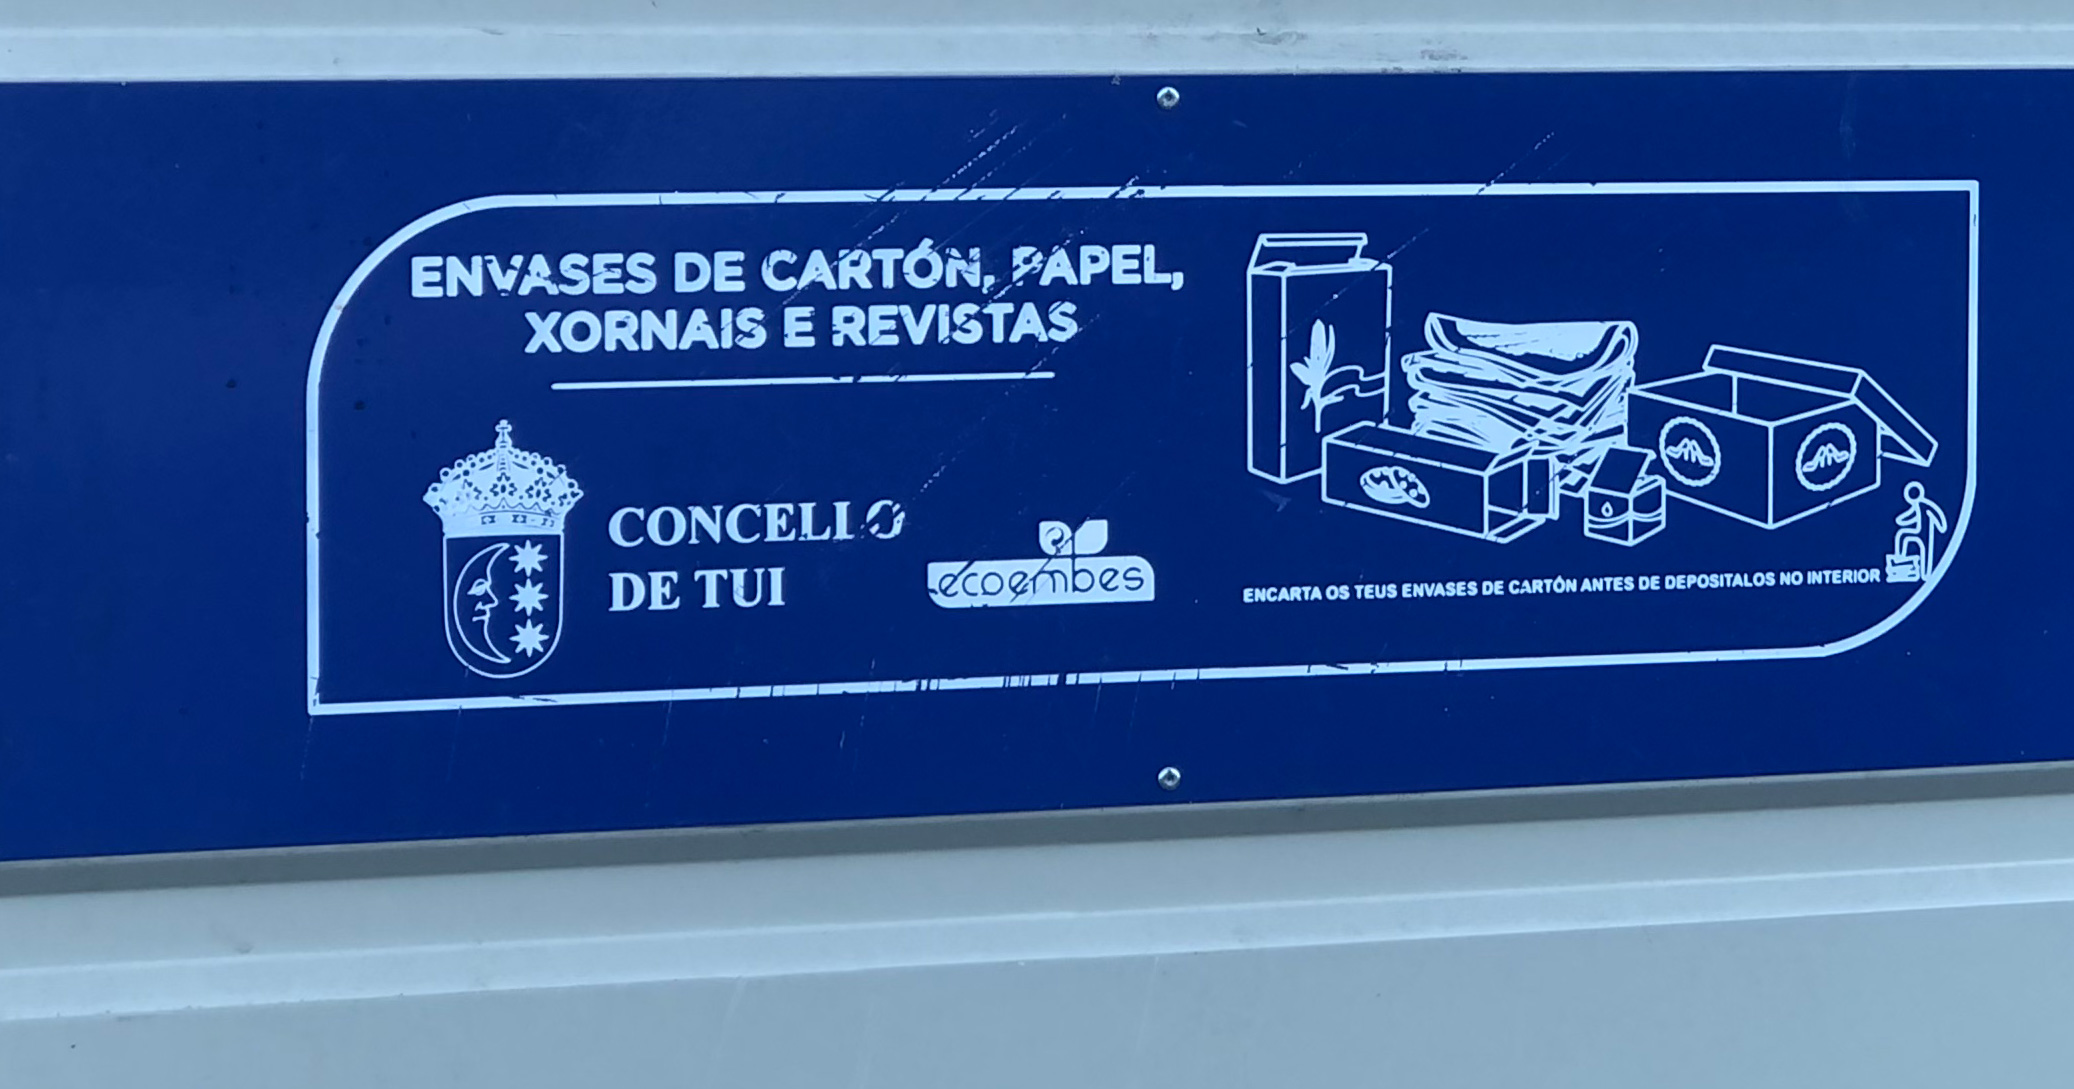 ENVASES DE CARTÓN, PAPEL,
XORNAIS E REVISTAS
CONCELLO
DE TUI
ecoembes
ENCARTA OS TEUS ENVASES DE CARTÓN ANTES DE DEPOSITALOS NO INTERIOR